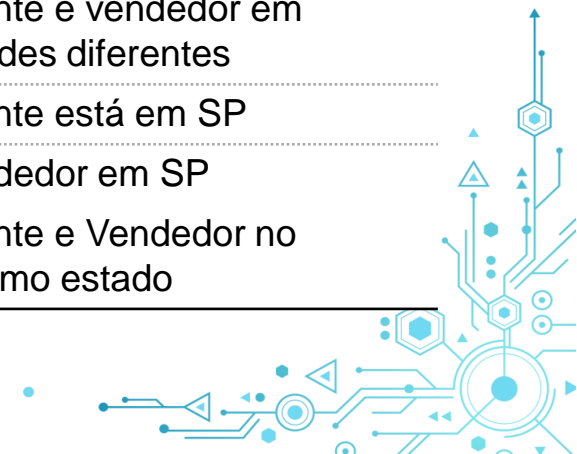 nte e vendedor em
des diferentes
nte está em SP
dedor em SP
nte e Vendedor no
mo estado